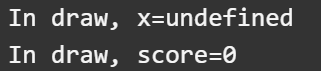 In draw, x=undefined
In draw, score=0